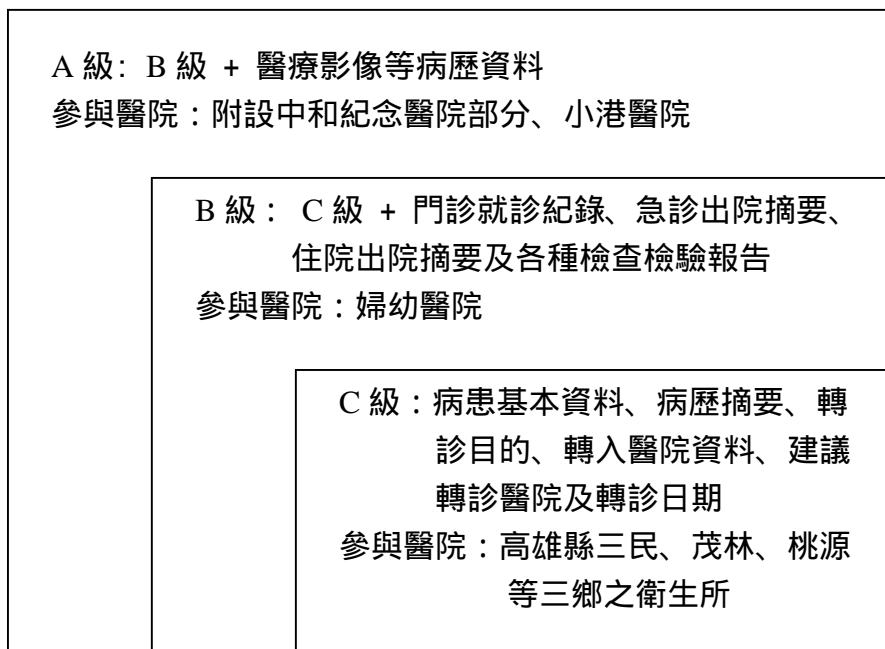 A 級: B 級 + 醫療影像等病歷資料
參與醫院：附設中和紀念醫院部分、小港醫院
B 級： C 級 + 門診就診紀錄、急診出院摘要、
住院出院摘要及各種檢查檢驗報告
參與醫院：婦幼醫院
C 級：病患基本資料、病歷摘要、轉
診目的、轉入醫院資料、建議
轉診醫院及轉診日期
參與醫院：高雄縣三民、茂林、桃源
等三鄉之衛生所